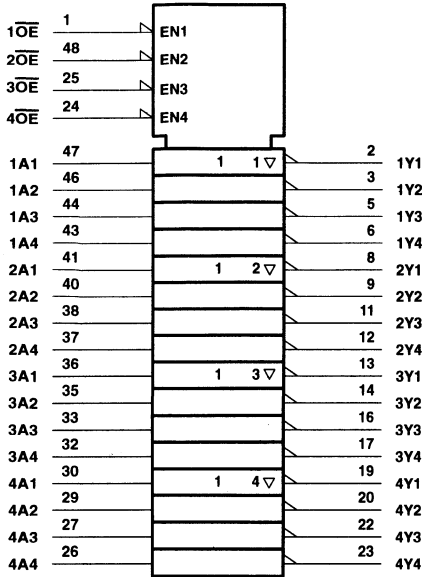 1O̅E̅ 1 EN1
2O̅E̅ 48 EN2
3O̅E̅ 25 EN3
4O̅E̅ 24 EN4
1A1 47 1 1 ▽ 2 1Y1
1A2 46 3 1Y2
1A3 44 5 1Y3
1A4 43 6 1Y4
2A1 41 1 2 ▽ 8 2Y1
2A2 40 9 2Y2
2A3 38 11 2Y3
2A4 37 12 2Y4
3A1 36 1 3 ▽ 13 3Y1
3A2 35 14 3Y2
3A3 33 16 3Y3
3A4 32 17 3Y4
4A1 30 1 4 ▽ 19 4Y1
4A2 29 20 4Y2
4A3 27 22 4Y3
4A4 26 23 4Y4